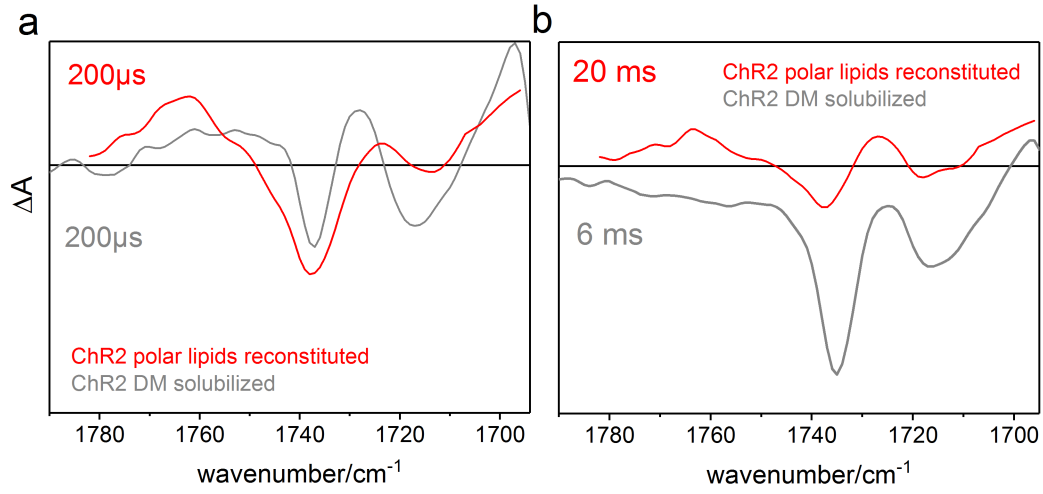 a
200µs
ΔA
200µs
ChR2 polar lipids reconstituted
ChR2 DM solubilized
1780 1760 1740 1720 1700
wavenumber/cm-1
b
20 ms
ChR2 polar lipids reconstituted
ChR2 DM solubilized
6 ms
1780 1760 1740 1720 1700
wavenumber/cm-1